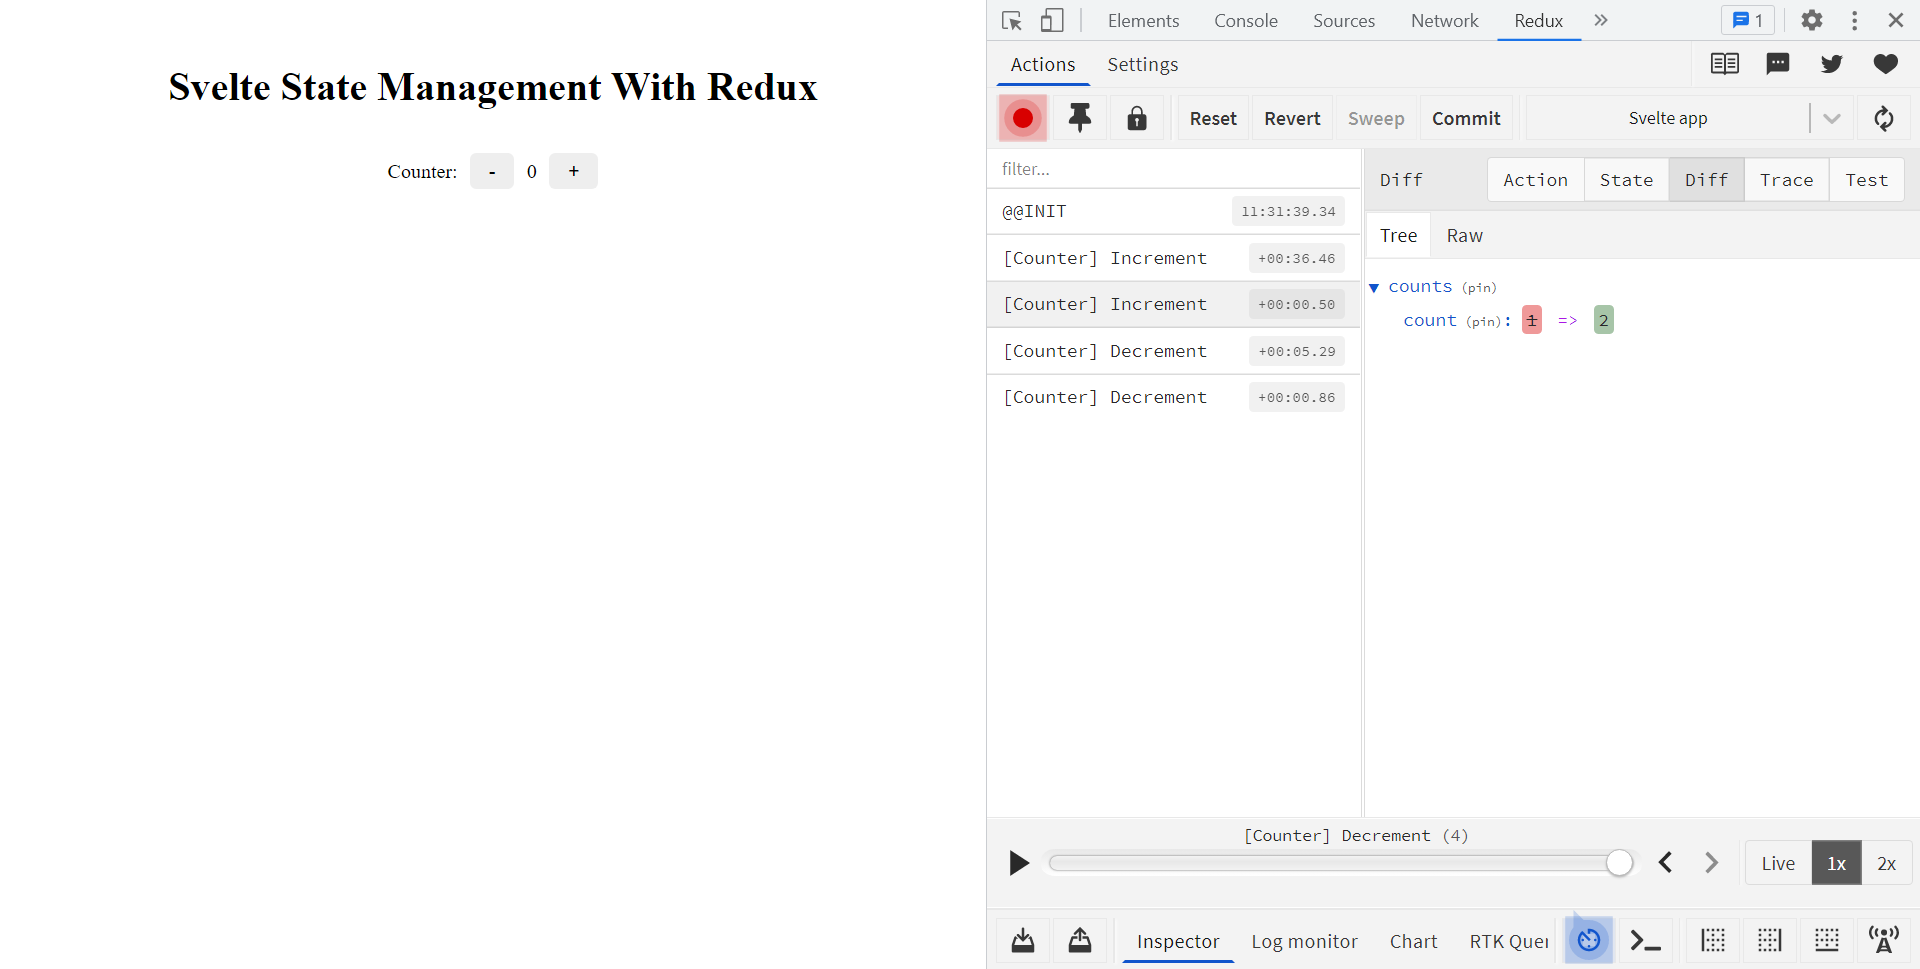 Svelte State Management With Redux
Counter: - 0 +
Elements Console Sources Network Redux 1
Actions Settings
Reset Revert Sweep Commit Svelte app
filter...
@@INIT 11:31:39.34
[Counter] Increment +00:36.46
[Counter] Increment +00:00.50
[Counter] Decrement +00:05.29
[Counter] Decrement +00:00.86
Diff Action State Diff Trace Test
Tree Raw
counts (pin)
count (pin): 1 => 2
[Counter] Decrement (4)
Live 1x 2x
Inspector Log monitor Chart RTK Quer